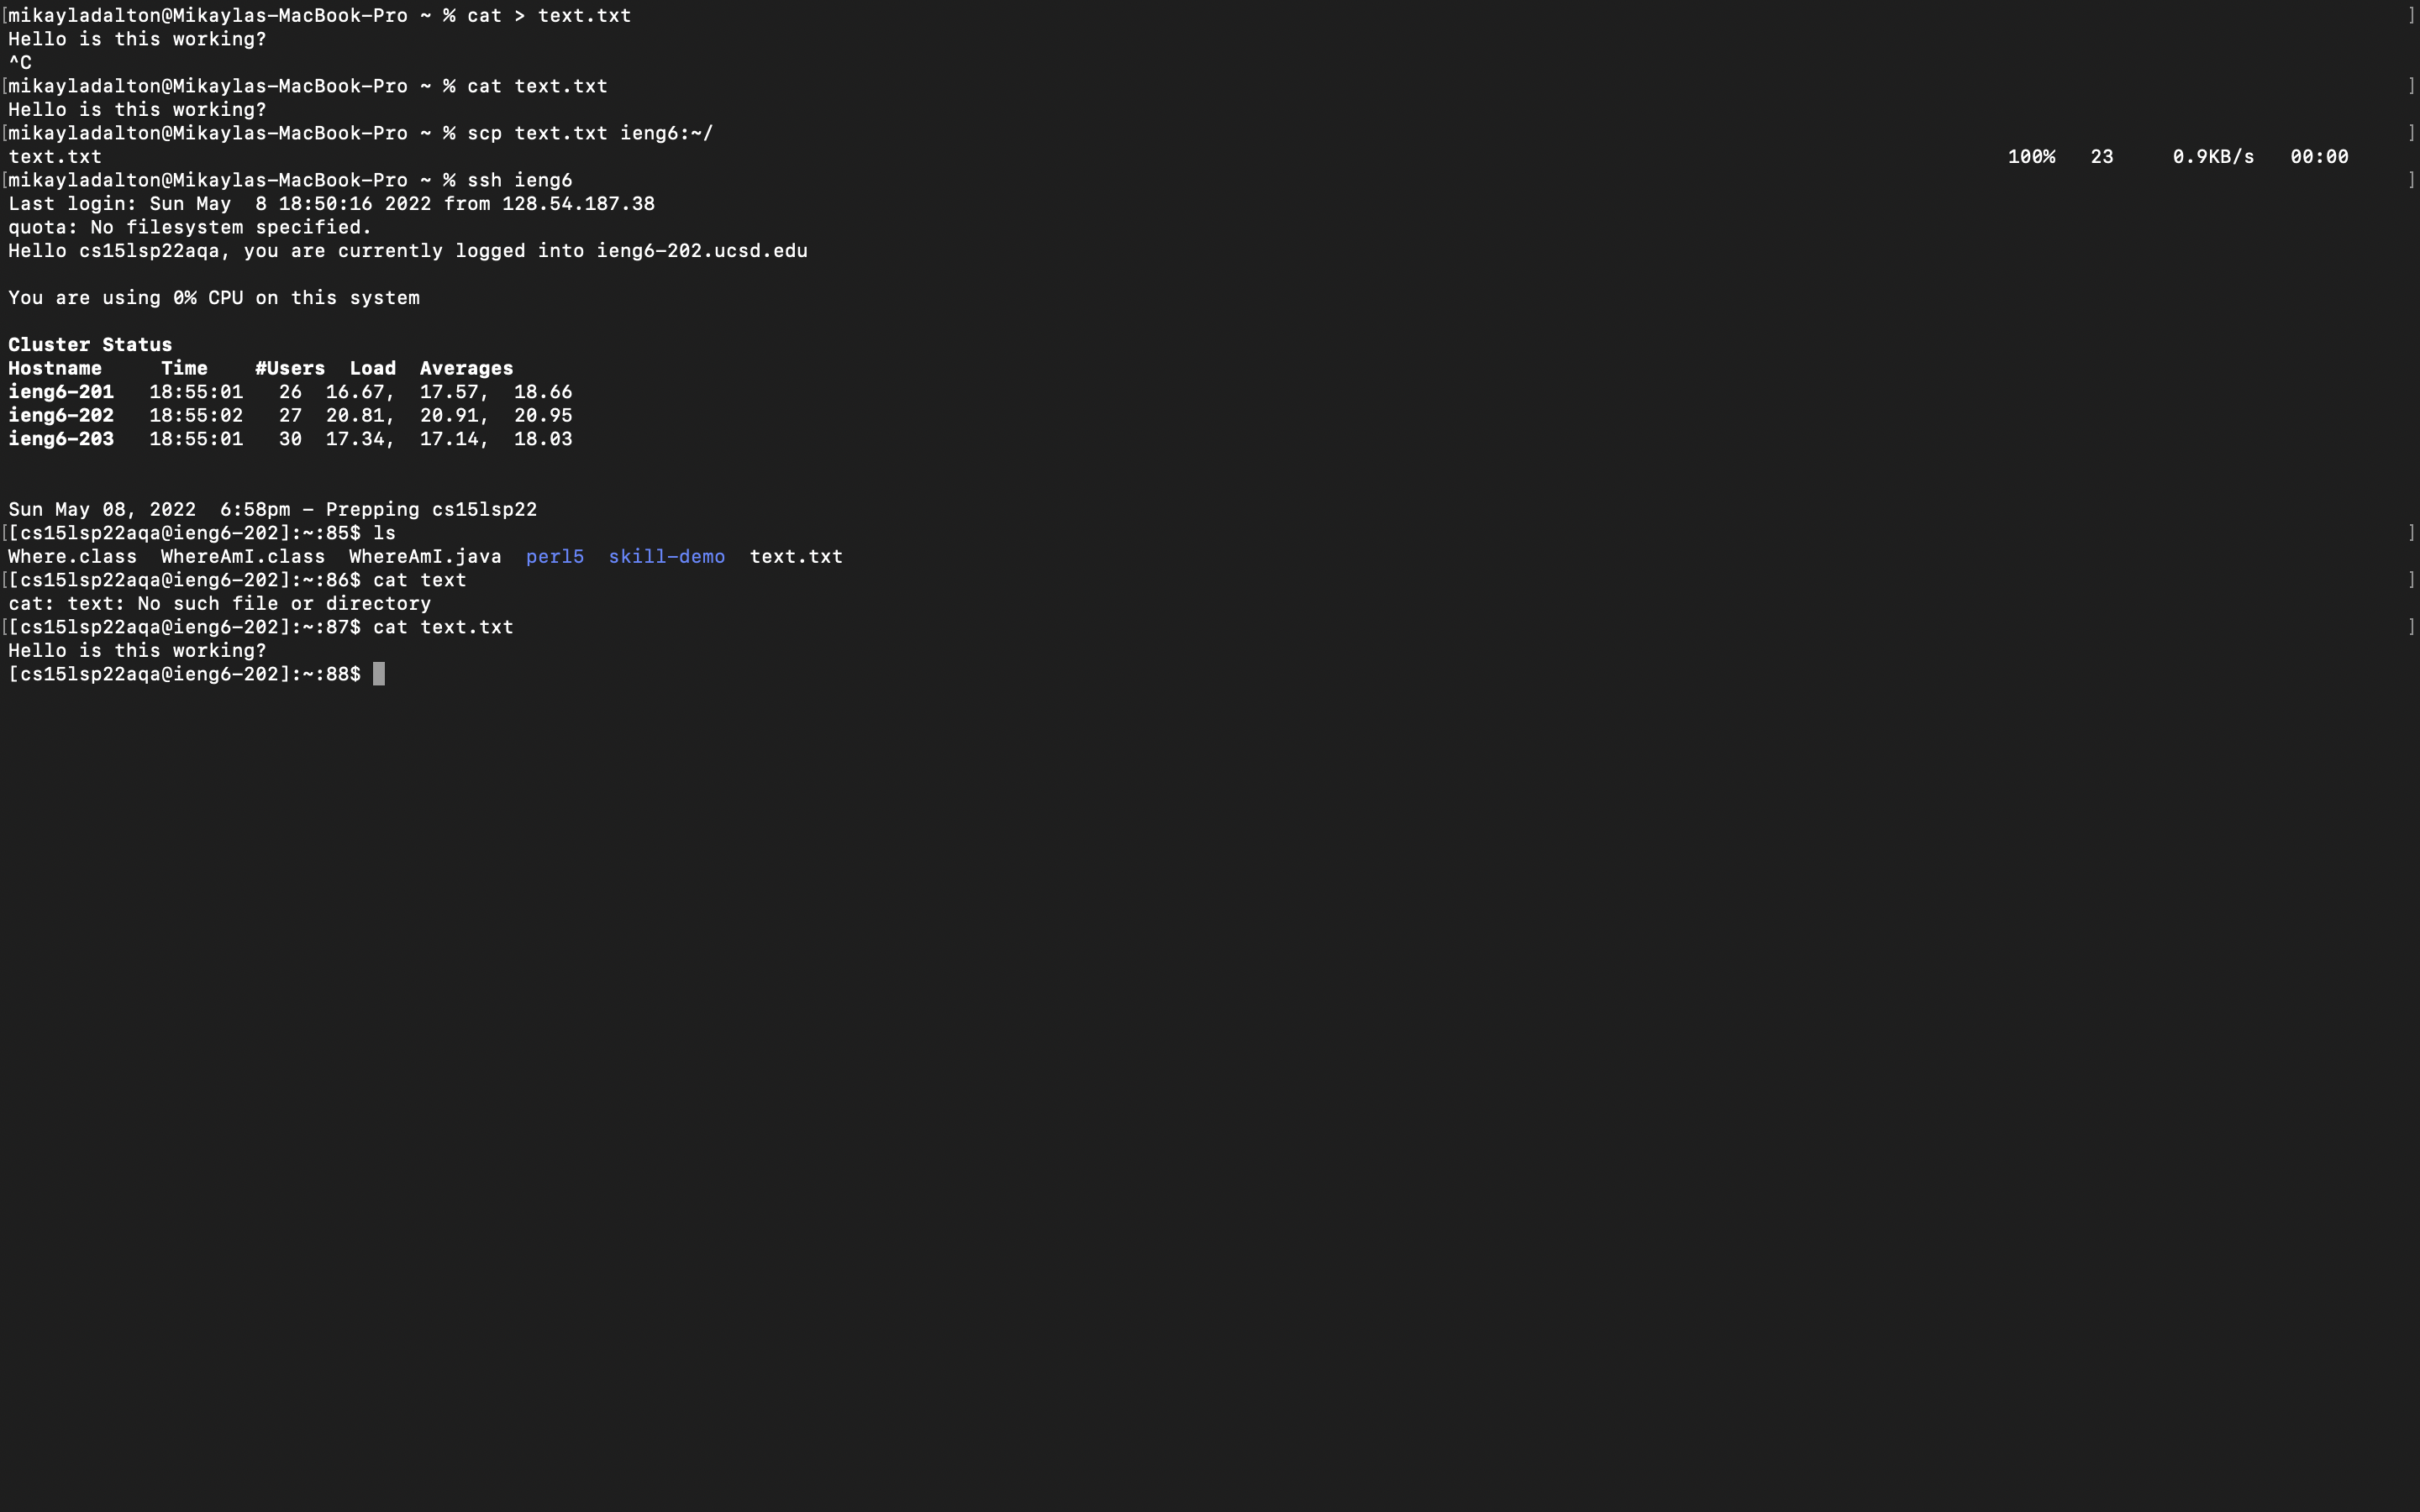 [mikayladalton@Mikaylas-MacBook-Pro ~ % cat > text.txt ]
Hello is this working?
^C
[mikayladalton@Mikaylas-MacBook-Pro ~ % cat text.txt ]
Hello is this working?
[mikayladalton@Mikaylas-MacBook-Pro ~ % scp text.txt ieng6:~/ ]
text.txt 100% 23 0.9KB/s 00:00
[mikayladalton@Mikaylas-MacBook-Pro ~ % ssh ieng6 ]
Last login: Sun May  8 18:50:16 2022 from 128.54.187.38
quota: No filesystem specified.
Hello cs15lsp22aqa, you are currently logged into ieng6-202.ucsd.edu
You are using 0% CPU on this system
Cluster Status
Hostname     Time    #Users  Load  Averages
ieng6-201   18:55:01   26  16.67,  17.57,  18.66
ieng6-202   18:55:02   27  20.81,  20.91,  20.95
ieng6-203   18:55:01   30  17.34,  17.14,  18.03
Sun May 08, 2022  6:58pm - Prepping cs15lsp22
[[cs15lsp22aqa@ieng6-202]:~:85$ ls ]
Where.class  WhereAmI.class  WhereAmI.java  perl5  skill-demo  text.txt
[[cs15lsp22aqa@ieng6-202]:~:86$ cat text ]
cat: text: No such file or directory
[[cs15lsp22aqa@ieng6-202]:~:87$ cat text.txt ]
Hello is this working?
[cs15lsp22aqa@ieng6-202]:~:88$